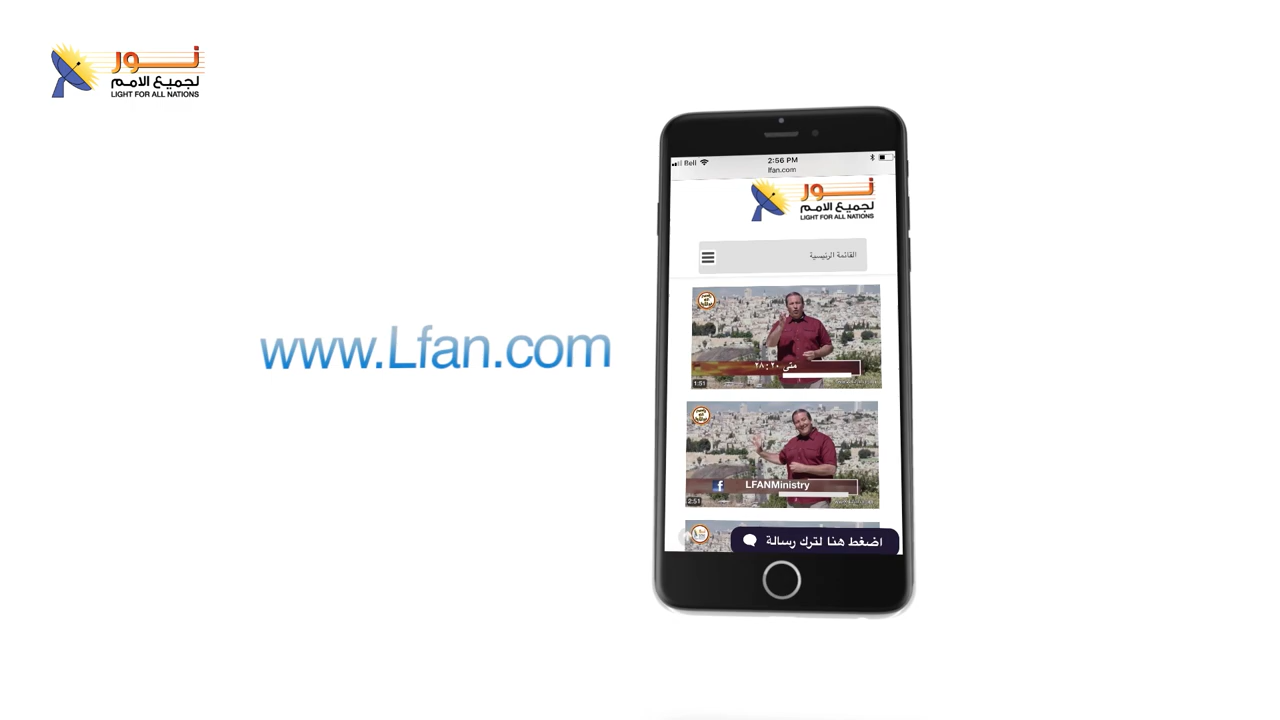 نور
لجميع الامم
LIGHT FOR ALL NATIONS
www.Lfan.com
Bell
2:56 PM
lfan.com
نور
لجميع الامم
LIGHT FOR ALL NATIONS
القائمة الرئيسية
متى ٢٠ : ٢٨
1:51
LFANMinistry
2:51
اضغط هنا لترك رسالة